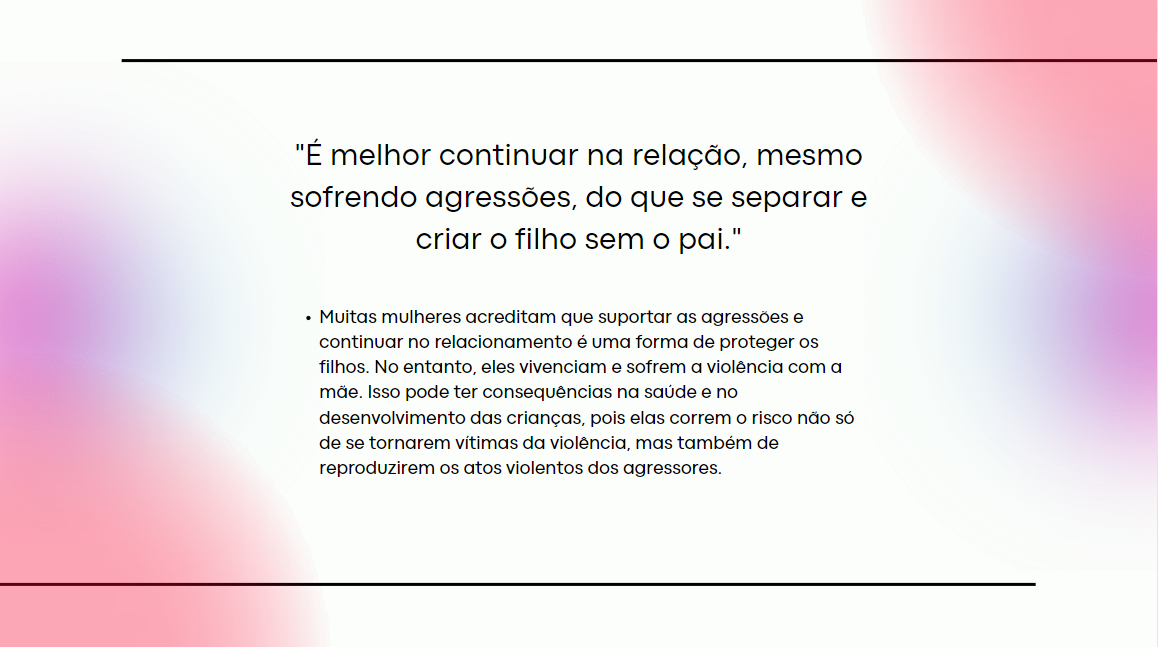 "É melhor continuar na relação, mesmo
sofrendo agressões, do que se separar e
criar o filho sem o pai."
• Muitas mulheres acreditam que suportar as agressões e
continuar no relacionamento é uma forma de proteger os
filhos. No entanto, eles vivenciam e sofrem a violência com a
mãe. Isso pode ter consequências na saúde e no
desenvolvimento das crianças, pois elas correm o risco não só
de se tornarem vítimas da violência, mas também de
reproduzirem os atos violentos dos agressores.